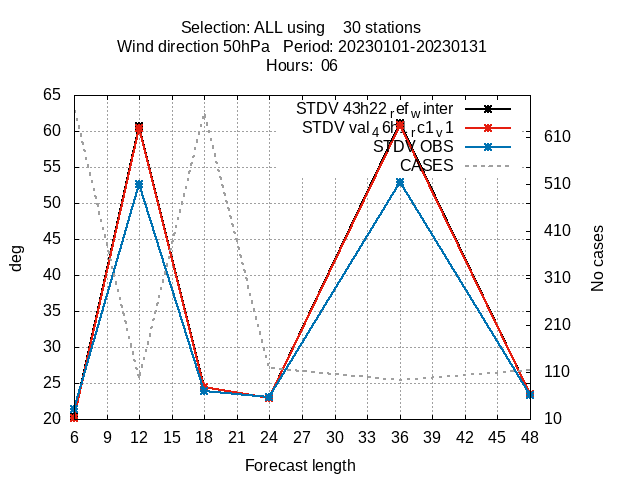 Selection: ALL using 30 stations
Wind direction 50hPa Period: 20230101-20230131
Hours: 06
STDV 43h22refwinter
STDV val46h1rc1v1
STDV OBS
CASES
65
60
55
50
45
40
35
30
25
20
610
510
410
310
210
110
10
deg
No cases
6 9 12 15 18 21 24 27 30 33 36 39 42 45 48
Forecast length